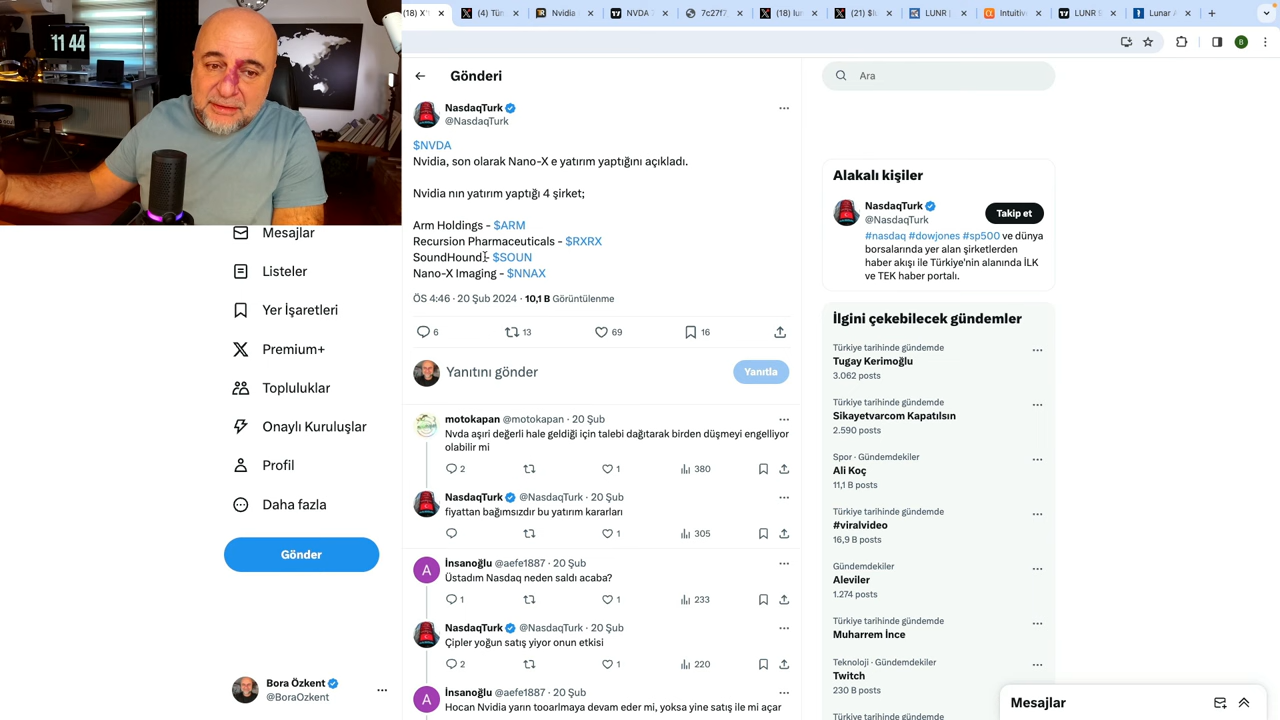 (18) X
(4) Tün
Nvidia
NVDA
7c27f7
(18) Iun
(21) $lu
LUNR
Intuitive
LUNR
Lunar A
11 44
Gönderi
Ara
NasdaqTurk
@NasdaqTurk
$NVDA
Nvidia, son olarak Nano-X e yatırım yaptığını açıkladı.
Nvidia nın yatırım yaptığı 4 şirket;
Arm Holdings - $ARM
Recursion Pharmaceuticals - $RXRX
SoundHound - $SOUN
Nano-X Imaging - $NNAX
ÖS 4:46 · 20 Şub 2024 · 10,1 B Görüntülenme
6 13 69 16
Yanıtını gönder
Yanıtla
motokapan @motokapan · 20 Şub
Nvda aşıri değerli hale geldiği için talebi dağıtarak birden düşmeyi engelliyor
olabilir mi
2 1 380
NasdaqTurk @NasdaqTurk · 20 Şub
fiyattan bağımsızdır bu yatırım kararları
1 305
İnsanoğlu @aefe1887 · 20 Şub
Üstadım Nasdaq neden saldı acaba?
1 1 233
NasdaqTurk @NasdaqTurk · 20 Şub
Çipler yoğun satış yiyor onun etkisi
2 1 220
İnsanoğlu @aefe1887 · 20 Şub
Hocan Nvidia yarın tooarlmaya devam eder mi, yoksa yine satış ile mi açar
Mesajlar
Listeler
Yer İşaretleri
Premium+
Topluluklar
Onaylı Kuruluşlar
Profil
Daha fazla
Gönder
Bora Özkent
@BoraOzkent
Alakalı kişiler
NasdaqTurk
@NasdaqTurk
Takip et
#nasdaq #dowjones #sp500 ve dünya
borsalarında yer alan şirketlerden
haber akışı ile Türkiye'nin alanında İLK
ve TEK haber portalı.
İlgini çekebilecek gündemler
Türkiye tarihinde gündemde
Tugay Kerimoğlu
3.062 posts
Türkiye tarihinde gündemde
Sikayetvarcom Kapatılsın
2.590 posts
Spor · Gündemdekiler
Ali Koç
11,1 B posts
Türkiye tarihinde gündemde
#viralvideo
16,9 B posts
Gündemdekiler
Aleviler
1.274 posts
Türkiye tarihinde gündemde
Muharrem İnce
Teknoloji · Gündemdekiler
Twitch
230 B posts
Türkiye tarihinde gündemde
Mesajlar